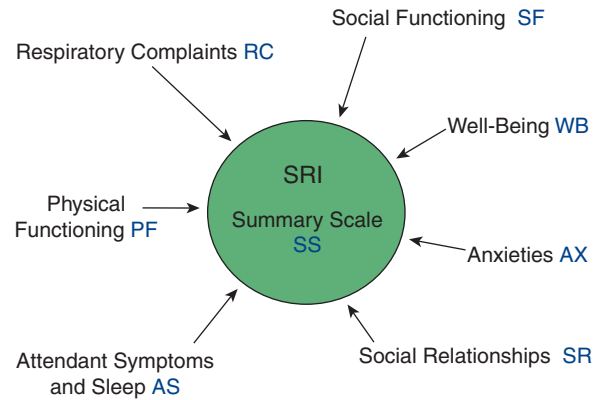 Social Functioning SF
Respiratory Complaints RC
Well-Being WB
SRI
Physical
Functioning PF
Summary Scale
SS
Anxieties AX
Attendant Symptoms
and Sleep AS
Social Relationships SR